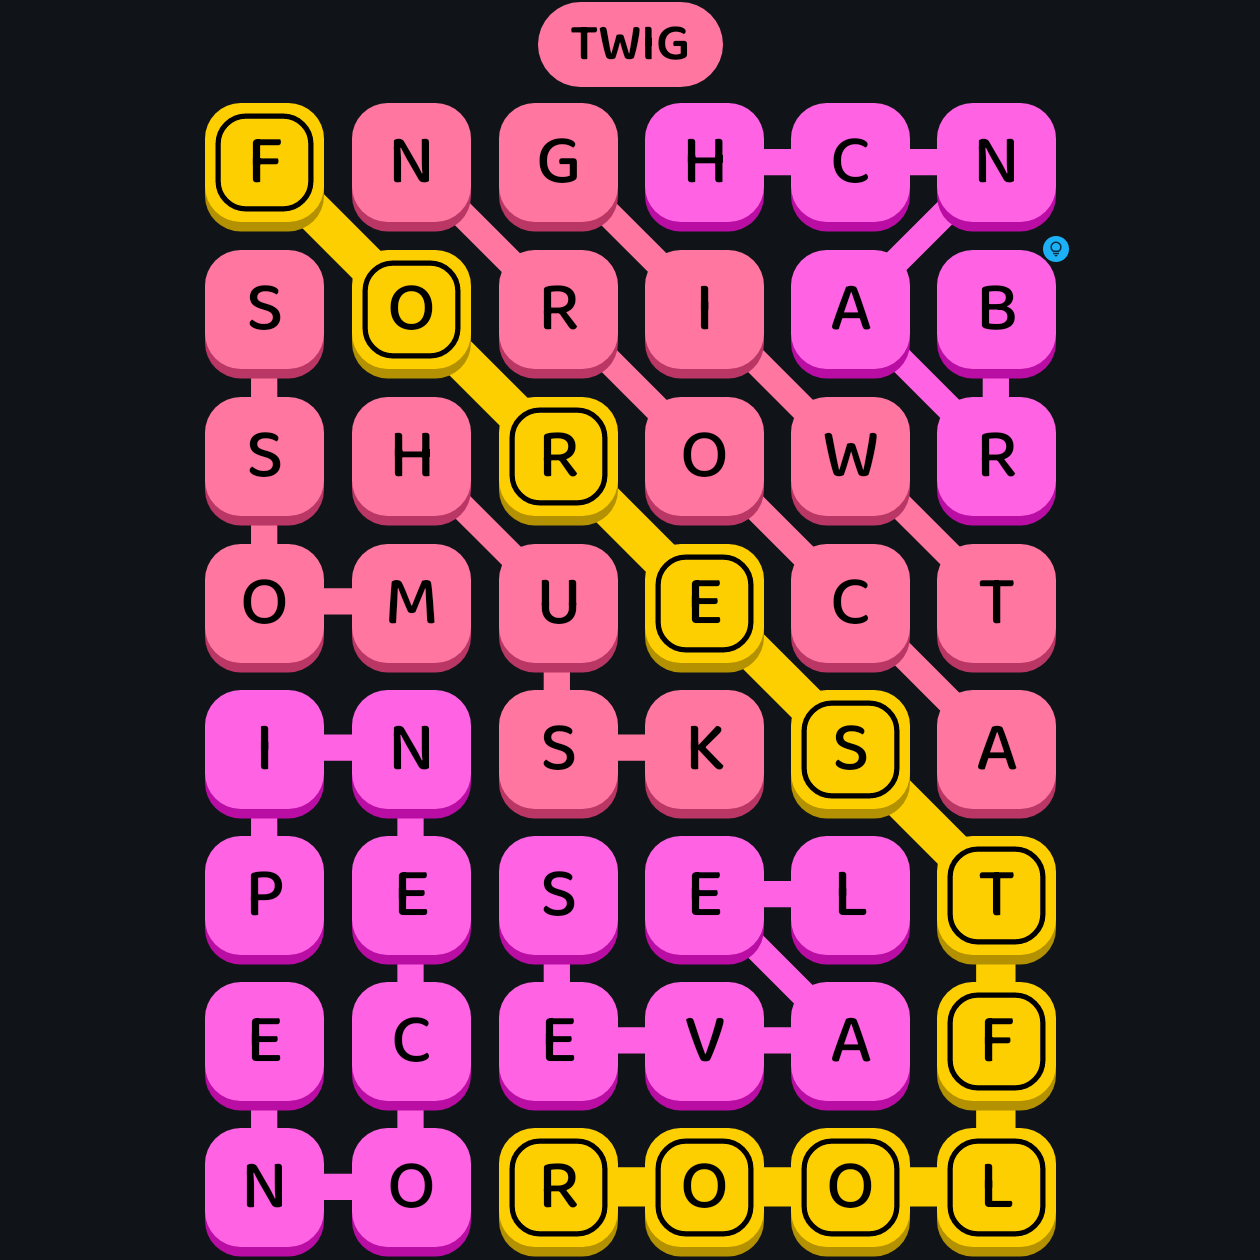 TWIG
F N G H C N
S O R I A B
S H R O W R
O M U E C T
I N S K S A
P E S E L T
E C E V A F
N O R O O L